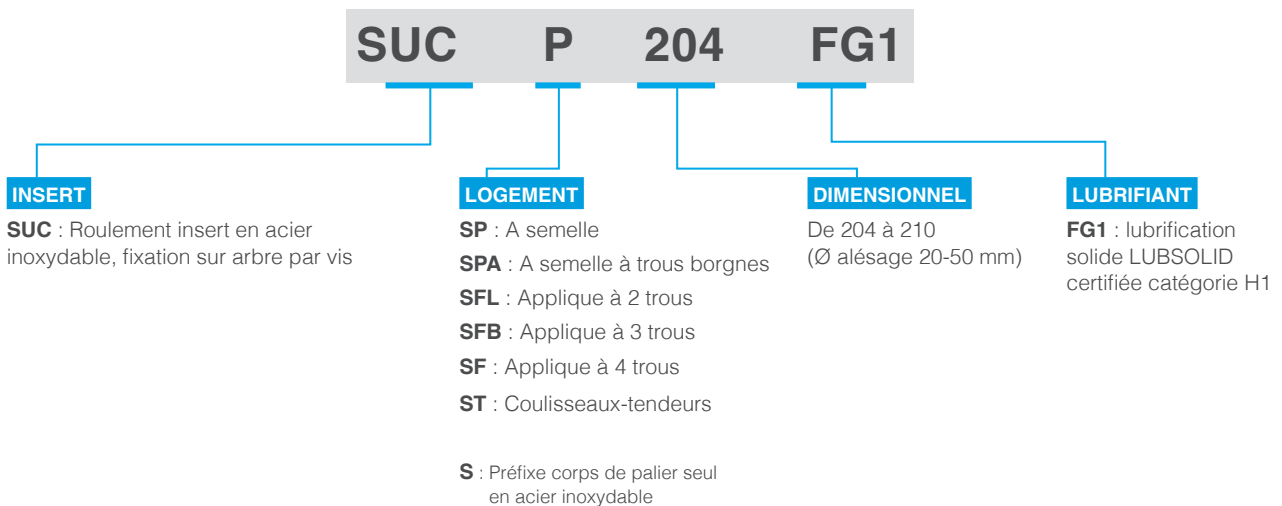 SUC P 204 FG1
INSERT
SUC : Roulement insert en acier
inoxydable, fixation sur arbre par vis
LOGEMENT
SP : A semelle
SPA : A semelle à trous borgnes
SFL : Applique à 2 trous
SFB : Applique à 3 trous
SF : Applique à 4 trous
ST : Coulisseaux-tendeurs
S : Préfixe corps de palier seul
en acier inoxydable
DIMENSIONNEL
De 204 à 210
(Ø alésage 20-50 mm)
LUBRIFIANT
FG1 : lubrification
solide LUBSOLID
certifiée catégorie H1